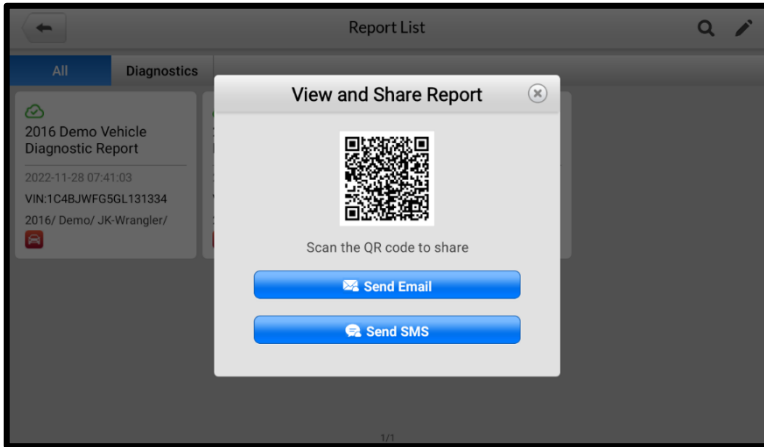 Report List
All
Diagnostics
View and Share Report
2016 Demo Vehicle
Diagnostic Report
2022-11-28 07:41:03
VIN:1C4BJWFG5GL131334
2016/ Demo/ JK-Wrangler/
Scan the QR code to share
Send Email
Send SMS
1/1